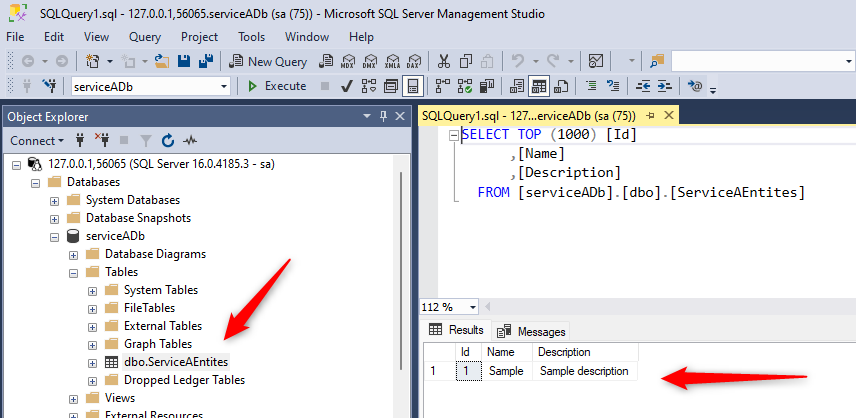 SQLQuery1.sql - 127.0.0.1,56065.serviceADb (sa (75)) - Microsoft SQL Server Management Studio
File Edit View Query Project Tools Window Help
New Query MDX DMX XMLA DAX
serviceADb Execute
Object Explorer
Connect
127.0.0.1,56065 (SQL Server 16.0.4185.3 - sa)
Databases
System Databases
Database Snapshots
serviceADb
Database Diagrams
Tables
System Tables
FileTables
External Tables
Graph Tables
dbo.ServiceAEntites
Dropped Ledger Tables
Views
External Resources
SQLQuery1.sql - 127...erviceADb (sa (75))
SELECT TOP (1000) [Id]
,[Name]
,[Description]
FROM [serviceADb].[dbo].[ServiceAEntites]
112 %
Results Messages
Id Name Description
1 1 Sample Sample description